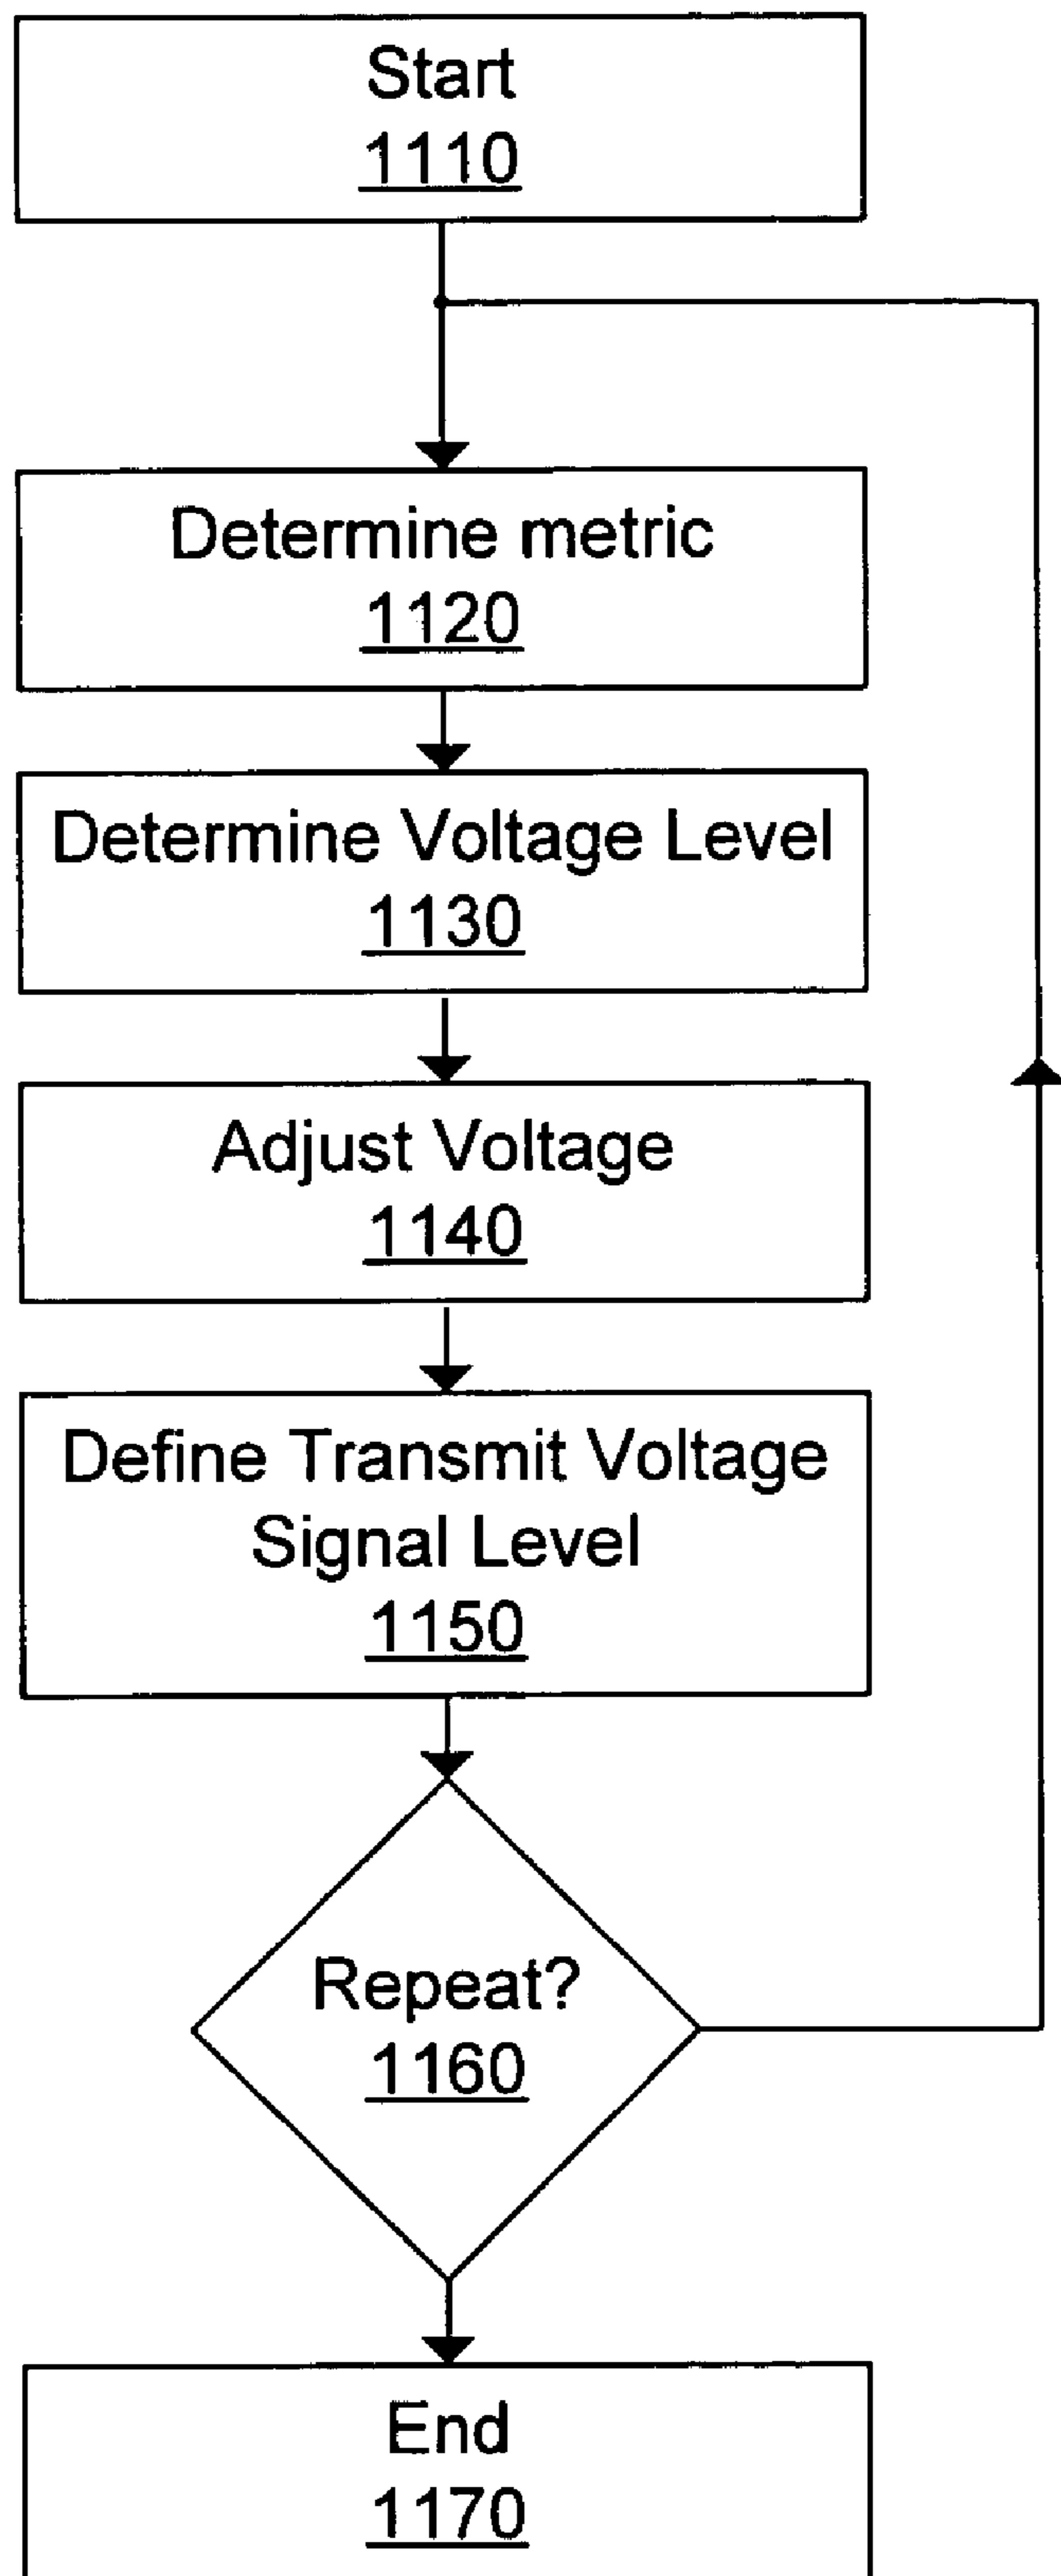 Start
1110
Determine metric
1120
Determine Voltage Level
1130
Adjust Voltage
1140
Define Transmit Voltage
Signal Level
1150
Repeat?
1160
End
1170